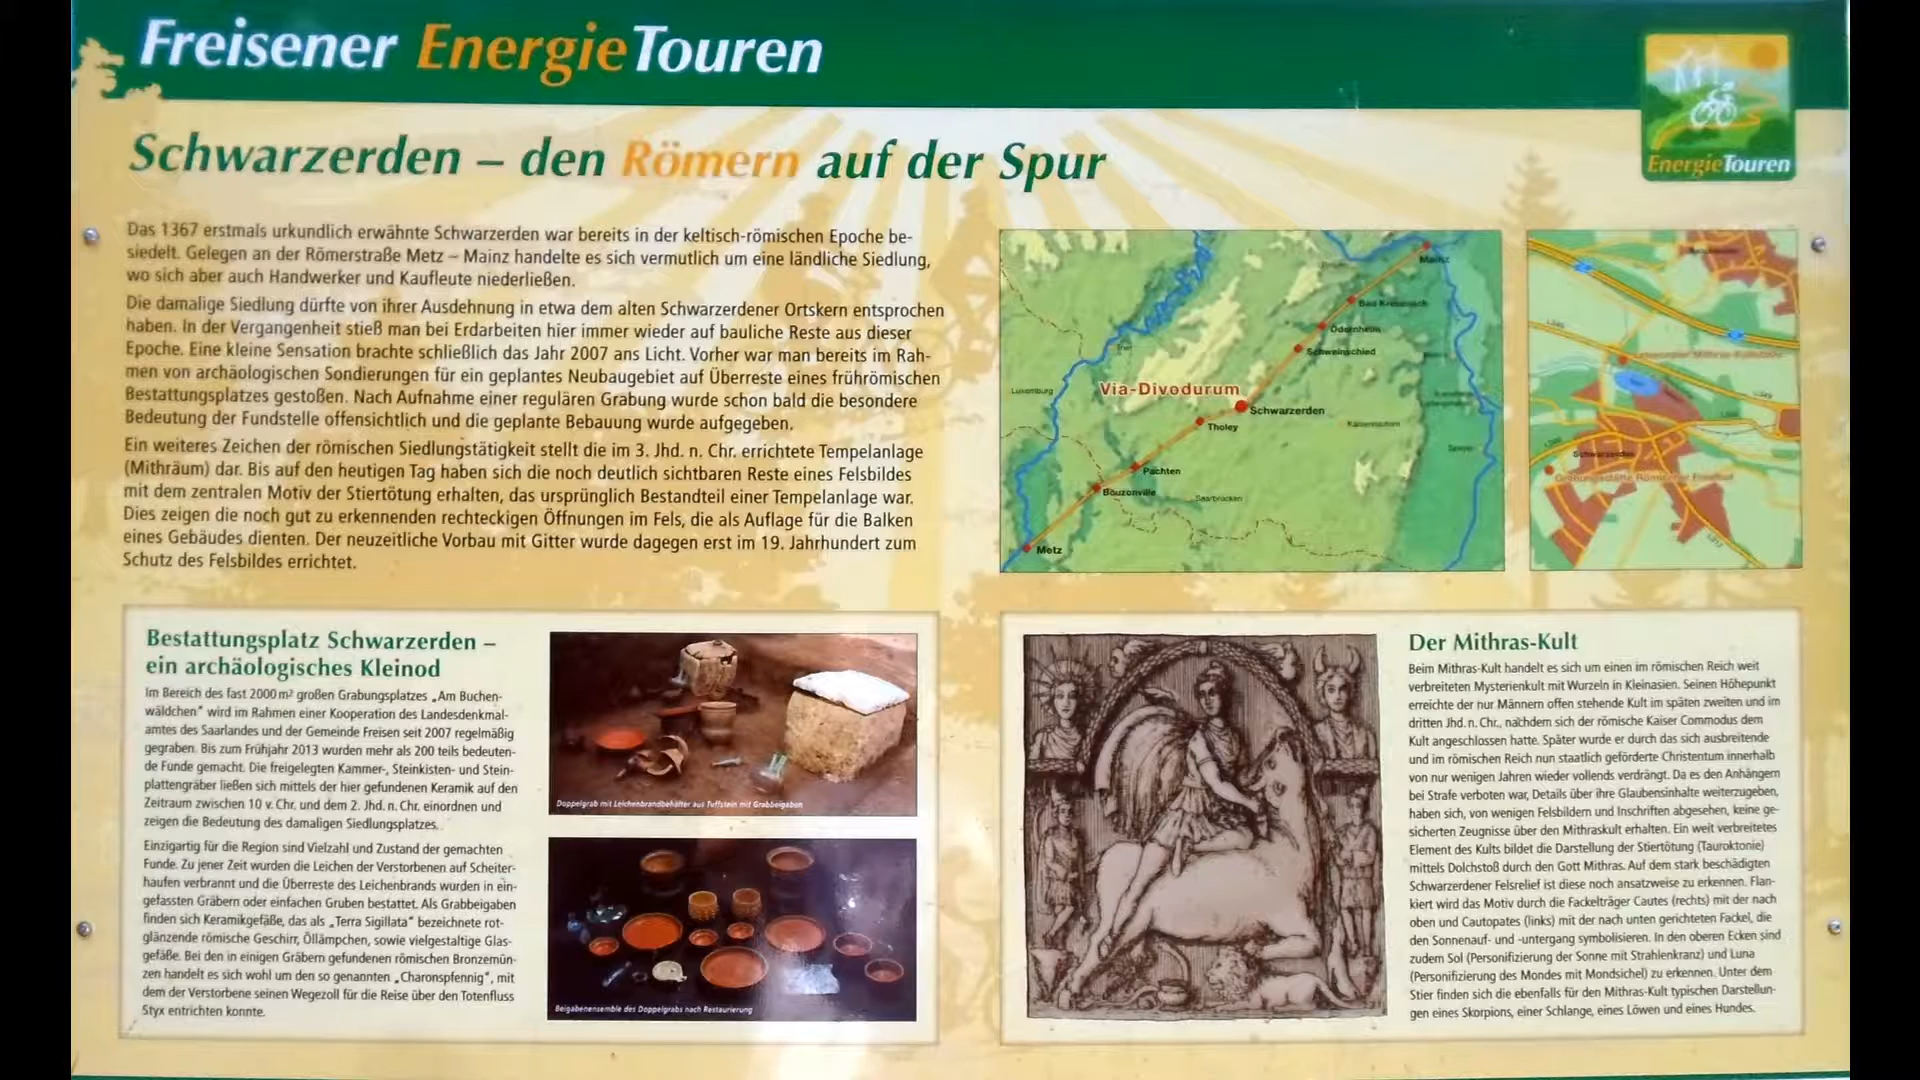 Freisener EnergieTouren
EnergieTouren
Schwarzerden – den Römern auf der Spur
Das 1367 erstmals urkundlich erwähnte Schwarzerden war bereits in der keltisch-römischen Epoche be-
siedelt. Gelegen an der Römerstraße Metz – Mainz handelte es sich vermutlich um eine ländliche Siedlung,
wo sich aber auch Handwerker und Kaufleute niederließen.
Die damalige Siedlung dürfte von ihrer Ausdehnung in etwa dem alten Schwarzerdener Ortskern entsprochen
haben. In der Vergangenheit stieß man bei Erdarbeiten hier immer wieder auf bauliche Reste aus dieser
Epoche. Eine kleine Sensation brachte schließlich das Jahr 2007 ans Licht. Vorher war man bereits im Rah-
men von archäologischen Sondierungen für ein geplantes Neubaugebiet auf Überreste eines frührömischen
Bestattungsplatzes gestoßen. Nach Aufnahme einer regulären Grabung wurde schon bald die besondere
Bedeutung der Fundstelle offensichtlich und die geplante Bebauung wurde aufgegeben.
Ein weiteres Zeichen der römischen Siedlungstätigkeit stellt die im 3. Jhd. n. Chr. errichtete Tempelanlage
(Mithräum) dar. Bis auf den heutigen Tag haben sich die noch deutlich sichtbaren Reste eines Felsbildes
mit dem zentralen Motiv der Stiertötung erhalten, das ursprünglich Bestandteil einer Tempelanlage war.
Dies zeigen die noch gut zu erkennenden rechteckigen Öffnungen im Fels, die als Auflage für die Balken
eines Gebäudes dienten. Der neuzeitliche Vorbau mit Gitter wurde dagegen erst im 19. Jahrhundert zum
Schutz des Felsbildes errichtet.
Mainz
Bad Kreuznach
Odernheim
Schweinschied
Trier
Luxemburg
Via-Divodurum
Schwarzerden
Tholey
Kaiserslautern
Speyer
Pachten
Bouzonville
Saarbrücken
Metz
Schwarzerden
Bestattungsplatz Schwarzerden –
ein archäologisches Kleinod
Im Bereich des fast 2000 m² großen Grabungsplatzes „Am Buchen-
wäldchen“ wird im Rahmen einer Kooperation des Landesdenkmal-
amtes des Saarlandes und der Gemeinde Freisen seit 2007 regelmäßig
gegraben. Bis zum Frühjahr 2013 wurden mehr als 200 teils bedeuten-
de Funde gemacht. Die freigelegten Kammer-, Steinkisten- und Stein-
plattengräber ließen sich mittels der hier gefundenen Keramik auf den
Zeitraum zwischen 10 v. Chr. und dem 2. Jhd. n. Chr. einordnen und
zeigen die Bedeutung des damaligen Siedlungsplatzes.
Einzigartig für die Region sind Vielzahl und Zustand der gemachten
Funde. Zu jener Zeit wurden die Leichen der Verstorbenen auf Scheiter-
haufen verbrannt und die Überreste des Leichenbrands wurden in ein-
gefassten Gräbern oder einfachen Gruben bestattet. Als Grabbeigaben
finden sich Keramikgefäße, das als „Terra Sigillata“ bezeichnete rot-
glänzende römische Geschirr, Öllämpchen, sowie vielgestaltige Glas-
gefäße. Bei den in einigen Gräbern gefundenen römischen Bronzemün-
zen handelt es sich wohl um den so genannten „Charonspfennig“, mit
dem der Verstorbene seinen Wegezoll für die Reise über den Totenfluss
Styx entrichten konnte.
Doppelgrab mit Leichenbrandbehälter aus Tuffstein mit Grabbeigaben
Beigabenensemble des Doppelgrabs nach Restaurierung
Der Mithras-Kult
Beim Mithras-Kult handelt es sich um einen im römischen Reich weit
verbreiteten Mysterienkult mit Wurzeln in Kleinasien. Seinen Höhepunkt
erreichte der nur Männern offen stehende Kult im späten zweiten und im
dritten Jhd. n. Chr., nachdem sich der römische Kaiser Commodus dem
Kult angeschlossen hatte. Später wurde er durch das sich ausbreitende
und im römischen Reich nun staatlich geförderte Christentum innerhalb
von nur wenigen Jahren wieder vollends verdrängt. Da es den Anhängern
bei Strafe verboten war, Details über ihre Glaubensinhalte weiterzugeben,
haben sich, von wenigen Felsbildern und Inschriften abgesehen, keine ge-
sicherten Zeugnisse über den Mithraskult erhalten. Ein weit verbreitetes
Element des Kults bildet die Darstellung der Stiertötung (Tauroktonie)
mittels Dolchstoß durch den Gott Mithras. Auf dem stark beschädigten
Schwarzerdener Felsrelief ist diese noch ansatzweise zu erkennen. Flan-
kiert wird das Motiv durch die Fackelträger Cautes (rechts) mit der nach
oben und Cautopates (links) mit der nach unten gerichteten Fackel, die
den Sonnenauf- und -untergang symbolisieren. In den oberen Ecken sind
zudem Sol (Personifizierung der Sonne mit Strahlenkranz) und Luna
(Personifizierung des Mondes mit Mondsichel) zu erkennen. Unter dem
Stier finden sich die ebenfalls für den Mithras-Kult typischen Darstellun-
gen eines Skorpions, einer Schlange, eines Löwen und eines Hundes.